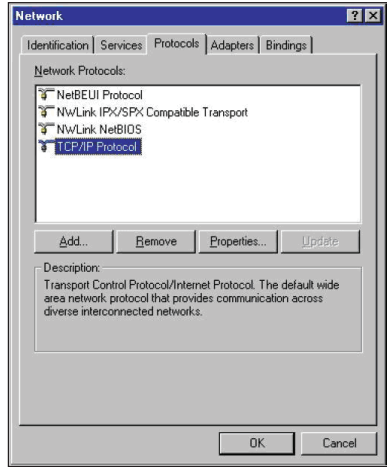 Network
? X
Identification Services Protocols Adapters Bindings
Network Protocols:
NetBEUI Protocol
NWLink IPX/SPX Compatible Transport
NWLink NetBIOS
TCP/IP Protocol
Add... Remove Properties... Update
Description:
Transport Control Protocol/Internet Protocol. The default wide
area network protocol that provides communication across
diverse interconnected networks.
OK Cancel